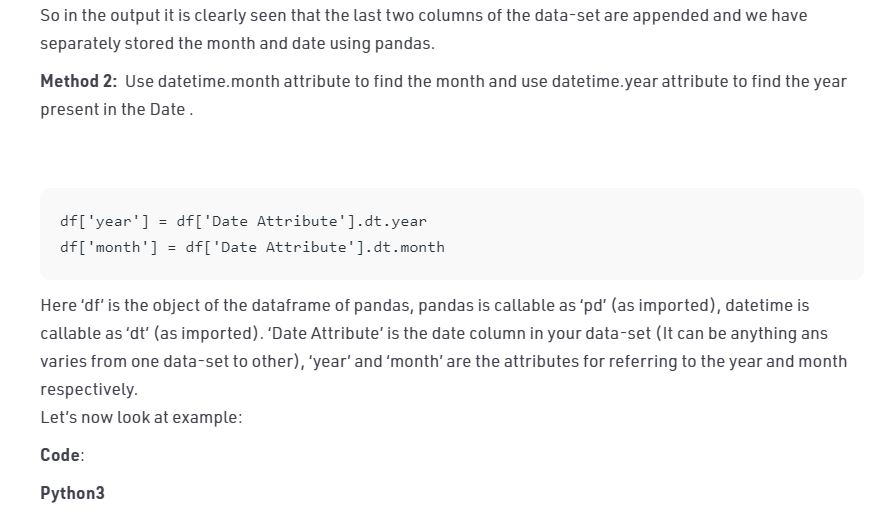 So in the output it is clearly seen that the last two columns of the data-set are appended and we have
separately stored the month and date using pandas.
Method 2:  Use datetime.month attribute to find the month and use datetime.year attribute to find the year
present in the Date .
df['year'] = df['Date Attribute'].dt.year
df['month'] = df['Date Attribute'].dt.month
Here ‘df’ is the object of the dataframe of pandas, pandas is callable as ‘pd’ (as imported), datetime is
callable as ‘dt’ (as imported). ‘Date Attribute’ is the date column in your data-set (It can be anything ans
varies from one data-set to other), ‘year’ and ‘month’ are the attributes for referring to the year and month
respectively.
Let’s now look at example:
Code:
Python3